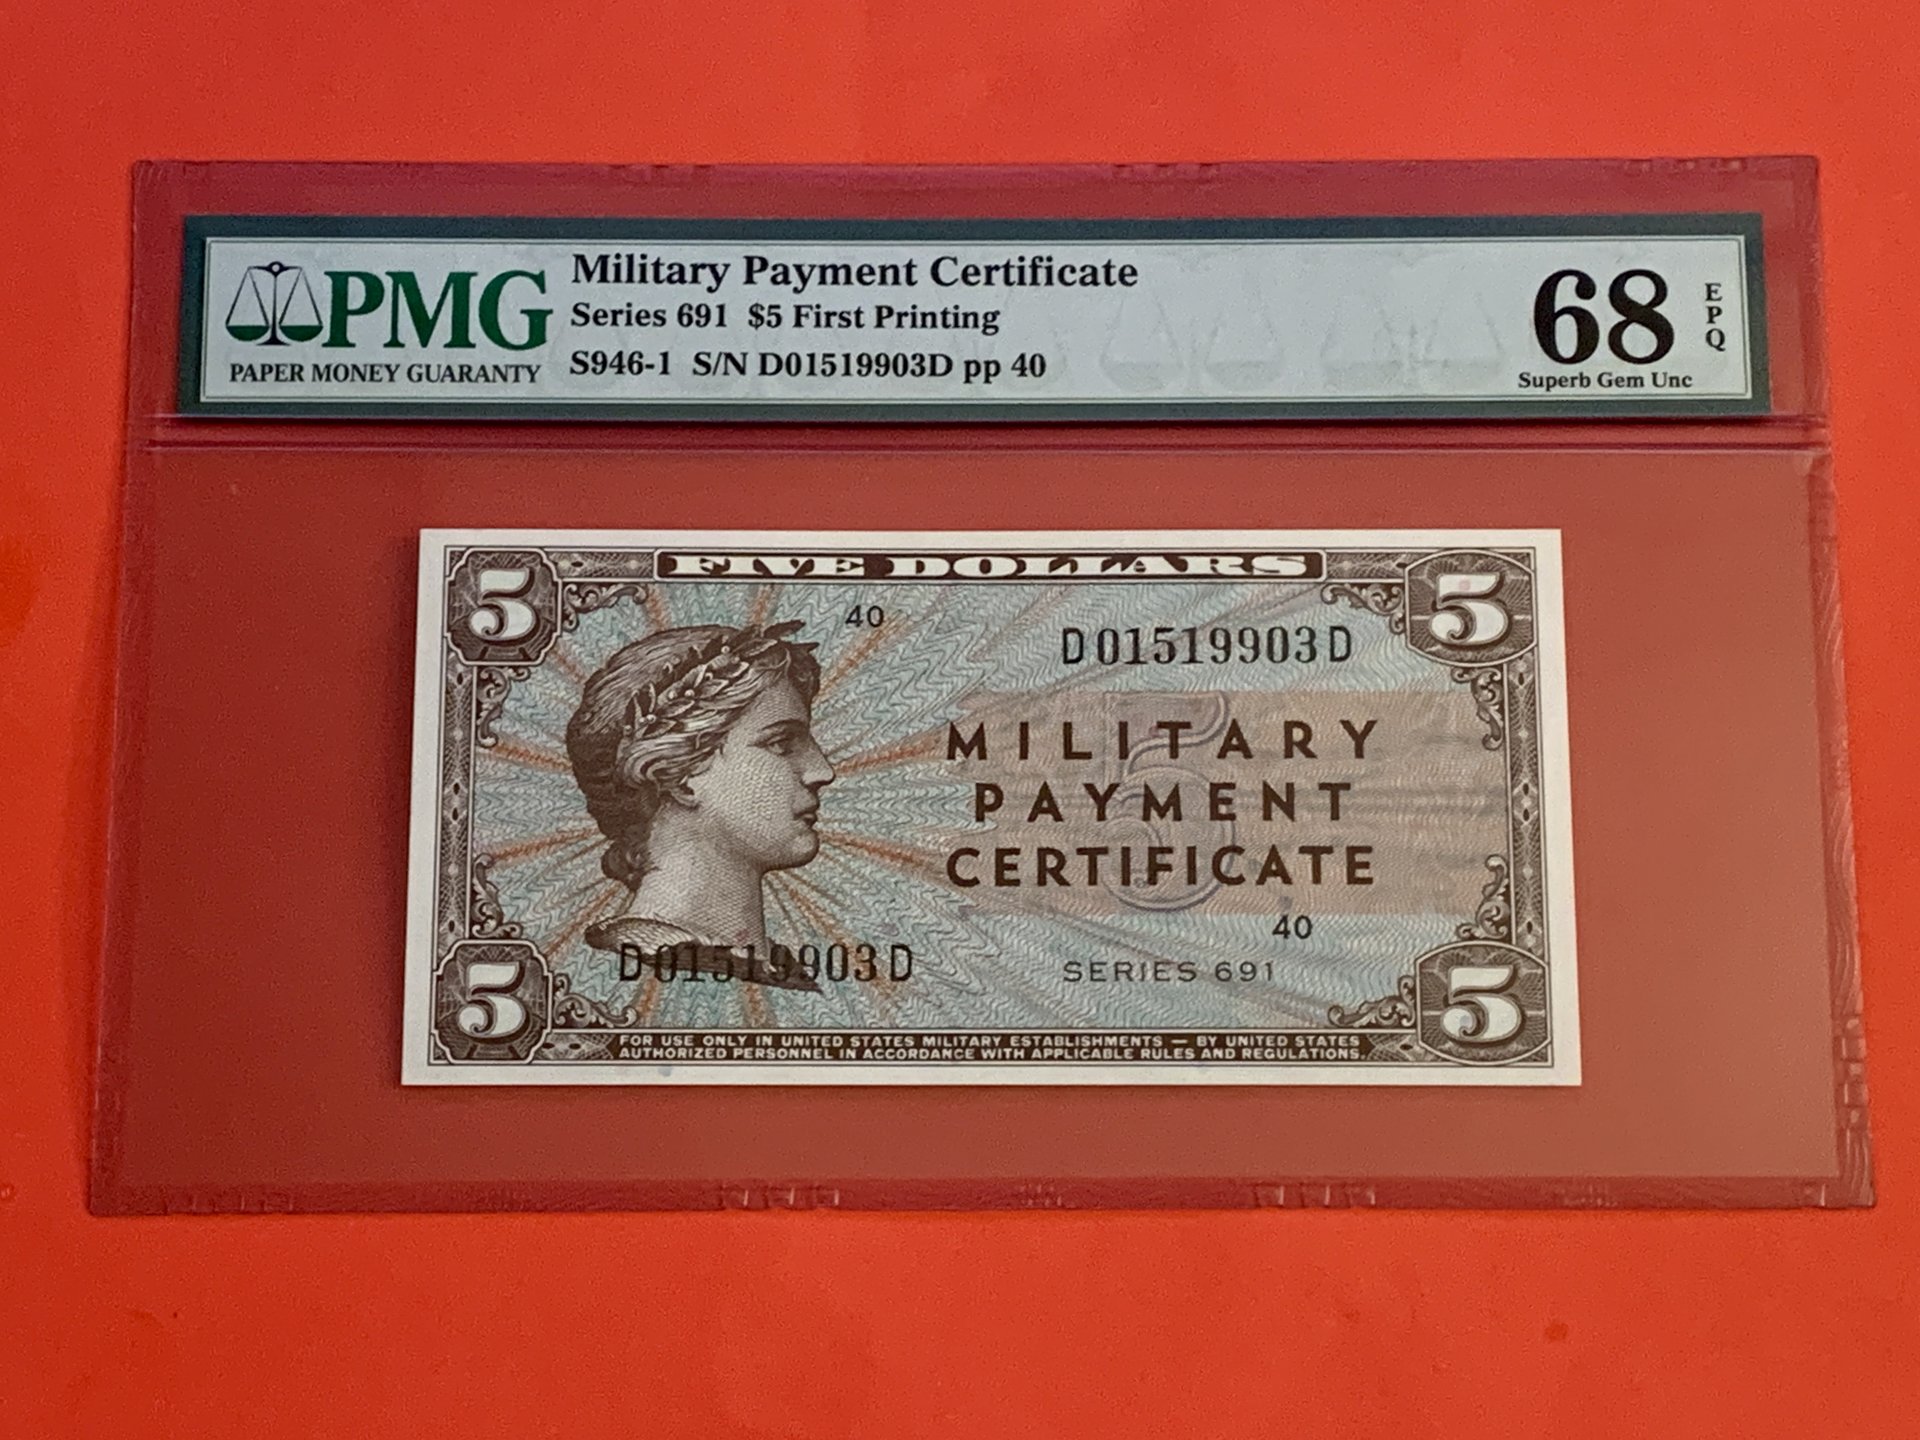 PMG
PAPER MONEY GUARANTY
Military Payment Certificate
Series 691 $5 First Printing
S946-1 S/N D01519903D pp 40
68
EPQ
Superb Gem Unc
5
FIVE DOLLARS
5
40
D01519903D
5
MILITARY
PAYMENT
CERTIFICATE
40
D01519903D
SERIES 691
5
5
FOR USE ONLY IN UNITED STATES MILITARY ESTABLISHMENTS — BY UNITED STATES
AUTHORIZED PERSONNEL IN ACCORDANCE WITH APPLICABLE RULES AND REGULATIONS.